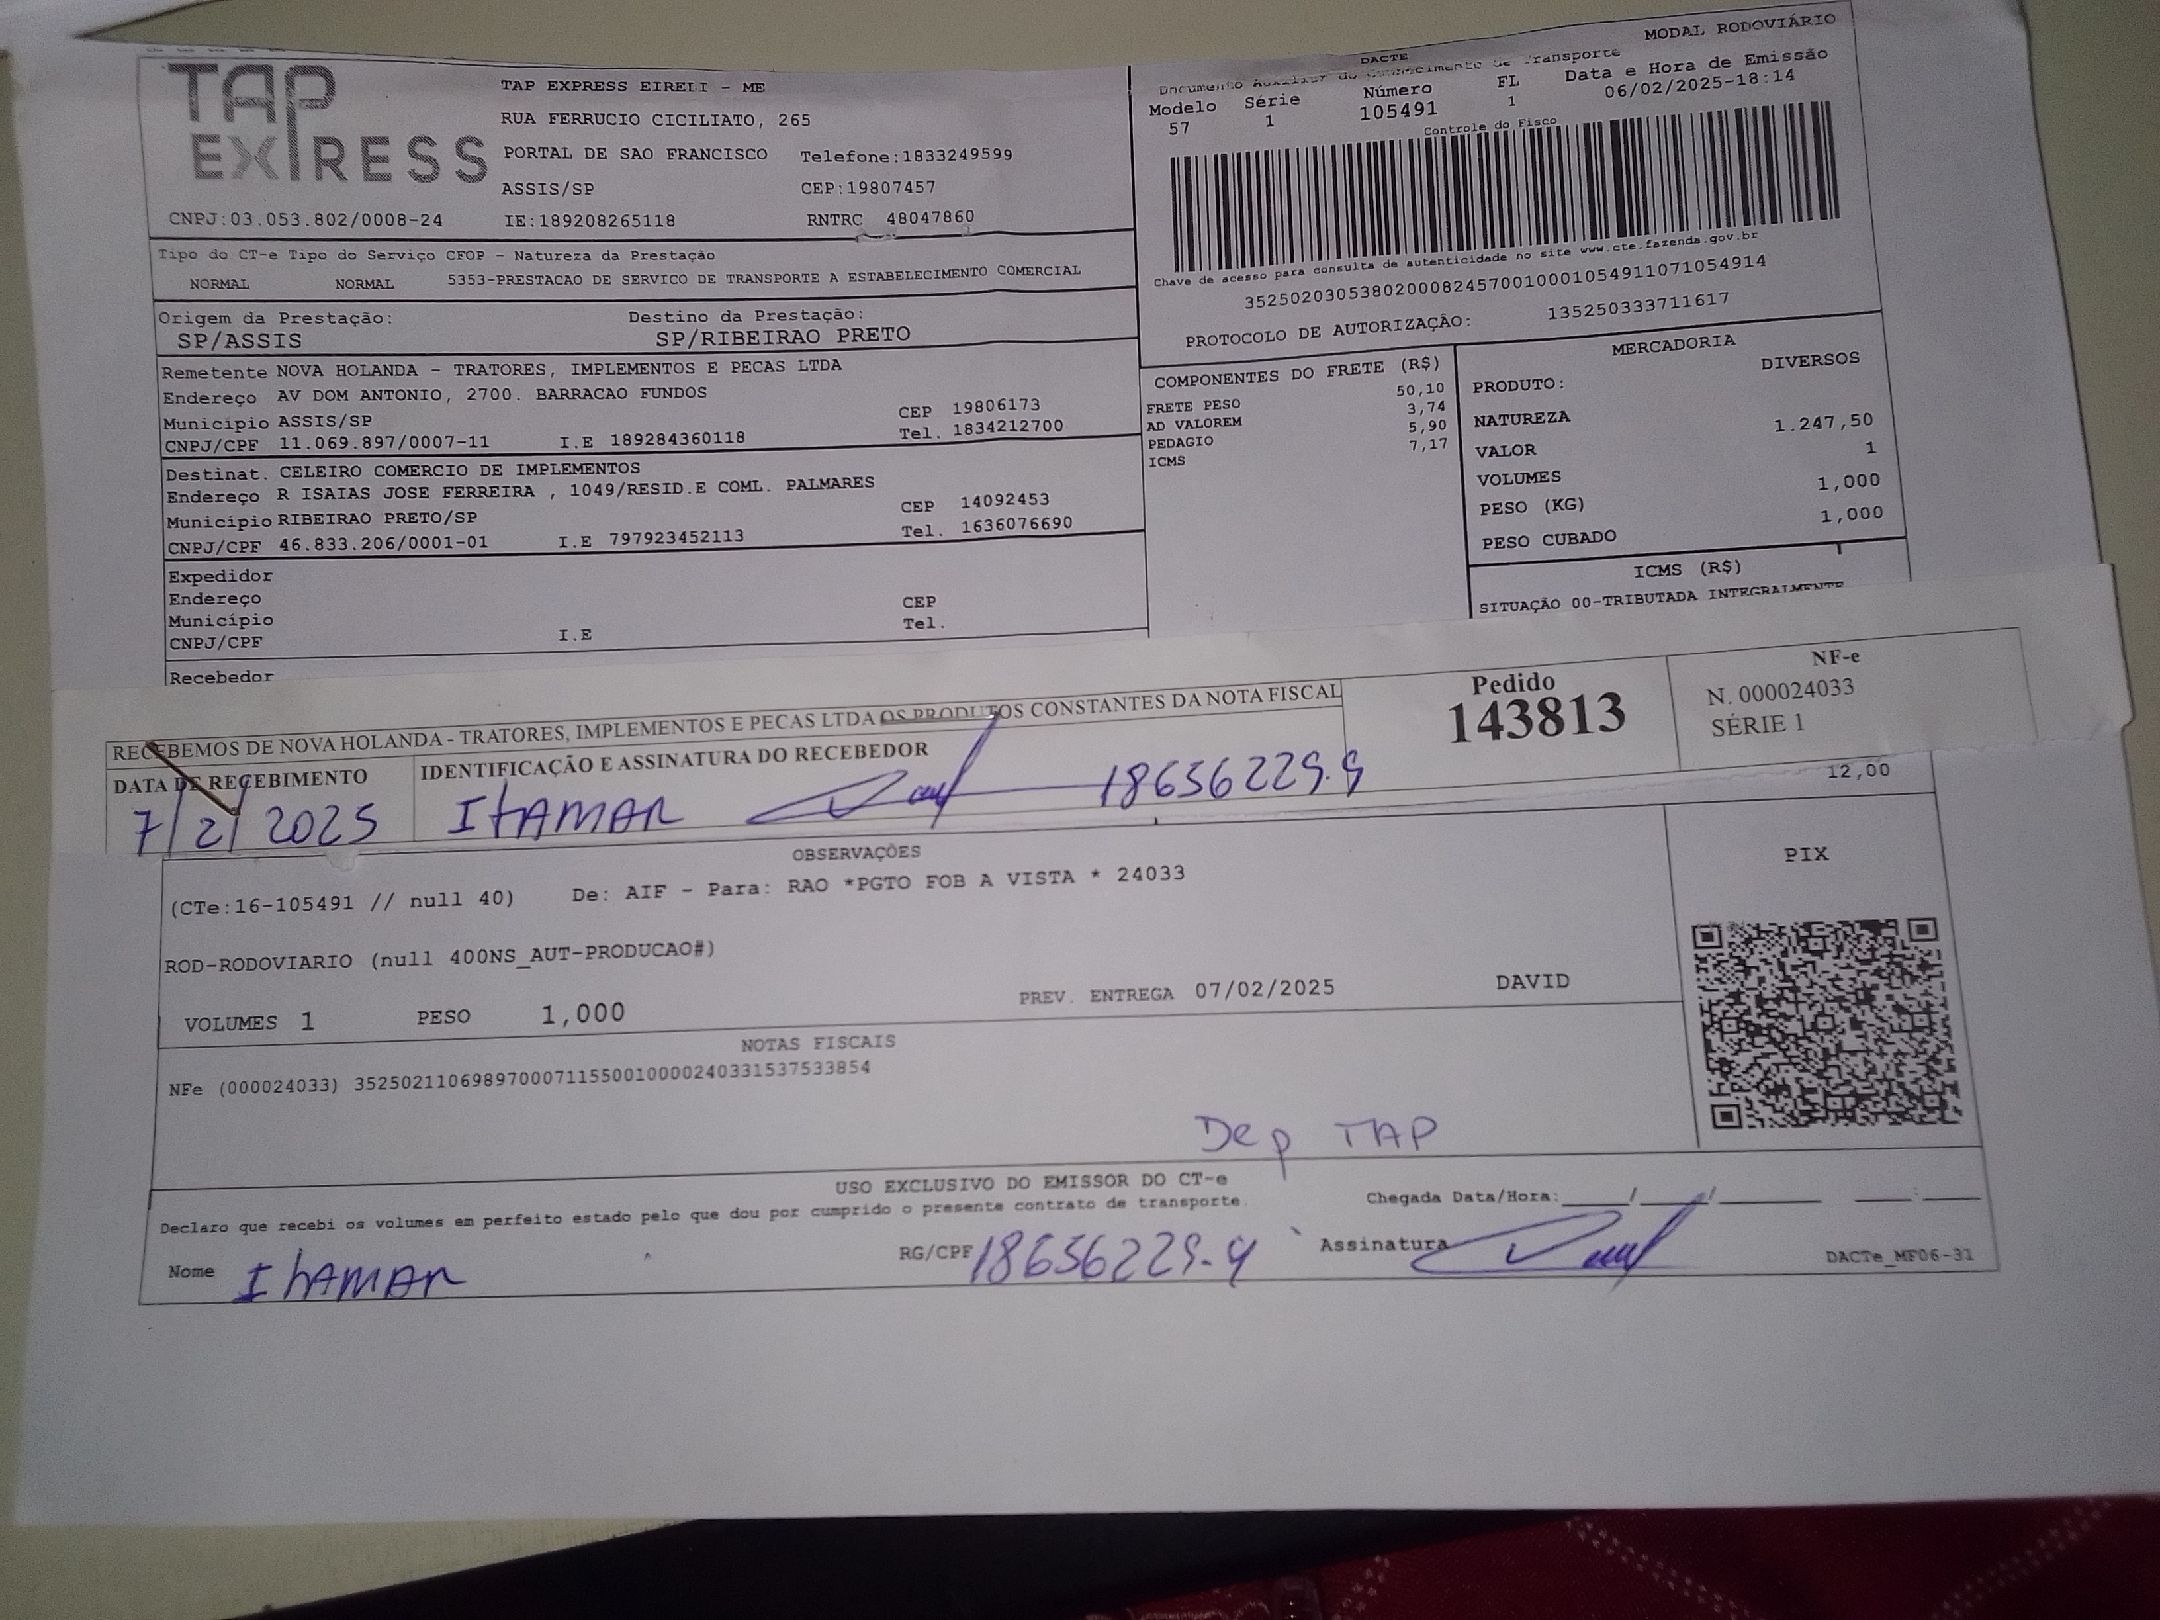 TAP
EXPRESS
TAP EXPRESS EIRELI - ME
RUA FERRUCIO CICILIATO, 265
PORTAL DE SAO FRANCISCO Telefone:1833249599
ASSIS/SP CEP:19807457
CNPJ:03.053.802/0008-24 IE:189208265118 RNTRC 48047860
MODAL RODOVIÁRIO
DACTE
Documento Auxiliar do Conhecimento de Transporte
Modelo Série Número FL Data e Hora de Emissão
57 1 105491 1 06/02/2025-18:14
Controle do Fisco
Chave de acesso para consulta de autenticidade no site www.cte.fazenda.gov.br
35250203053802000824570010001054911071054914
PROTOCOLO DE AUTORIZAÇÃO: 135250333711617
Tipo do CT-e Tipo do Serviço CFOP - Natureza da Prestação
NORMAL NORMAL 5353-PRESTACAO DE SERVICO DE TRANSPORTE A ESTABELECIMENTO COMERCIAL
Origem da Prestação: Destino da Prestação:
SP/ASSIS SP/RIBEIRAO PRETO
Remetente NOVA HOLANDA - TRATORES, IMPLEMENTOS E PECAS LTDA
Endereço AV DOM ANTONIO, 2700. BARRACAO FUNDOS
Município ASSIS/SP CEP 19806173
CNPJ/CPF 11.069.897/0007-11 I.E 189284360118 Tel. 1834212700
Destinat. CELEIRO COMERCIO DE IMPLEMENTOS
Endereço R ISAIAS JOSE FERREIRA , 1049/RESID.E COML. PALMARES
Município RIBEIRAO PRETO/SP CEP 14092453
CNPJ/CPF 46.833.206/0001-01 I.E 797923452113 Tel. 1636076690
Expedidor
Endereço
Município CEP
CNPJ/CPF I.E Tel.
Recebedor
COMPONENTES DO FRETE (R$)
FRETE PESO 50,10
AD VALOREM 3,74
PEDAGIO 5,90
ICMS 7,17
MERCADORIA
PRODUTO: DIVERSOS
NATUREZA
VALOR 1.247,50
VOLUMES 1
PESO (KG) 1,000
PESO CUBADO 1,000
ICMS (R$)
SITUAÇÃO 00-TRIBUTADA INTEGRALMENTE
RECEBEMOS DE NOVA HOLANDA - TRATORES, IMPLEMENTOS E PECAS LTDA OS PRODUTOS CONSTANTES DA NOTA FISCAL
DATA DE RECEBIMENTO IDENTIFICAÇÃO E ASSINATURA DO RECEBEDOR
7/2/2025 ItAMAR 18656229.9
Pedido
143813
NF-e
N. 000024033
SÉRIE 1
12,00
OBSERVAÇÕES
(CTe:16-105491 // null 40) De: AIF - Para: RAO *PGTO FOB A VISTA * 24033
ROD-RODOVIARIO (null 400NS_AUT-PRODUCAO#)
VOLUMES 1 PESO 1,000 PREV. ENTREGA 07/02/2025 DAVID
PIX
NOTAS FISCAIS
NFe (000024033) 35250211069897000711550010000240331537533854
Dep TAP
USO EXCLUSIVO DO EMISSOR DO CT-e
Declaro que recebi os volumes em perfeito estado pelo que dou por cumprido o presente contrato de transporte. Chegada Data/Hora:____/____/____ ___:___
Nome ItAMAR RG/CPF 18656229.9 Assinatura DACTe_MF06-31